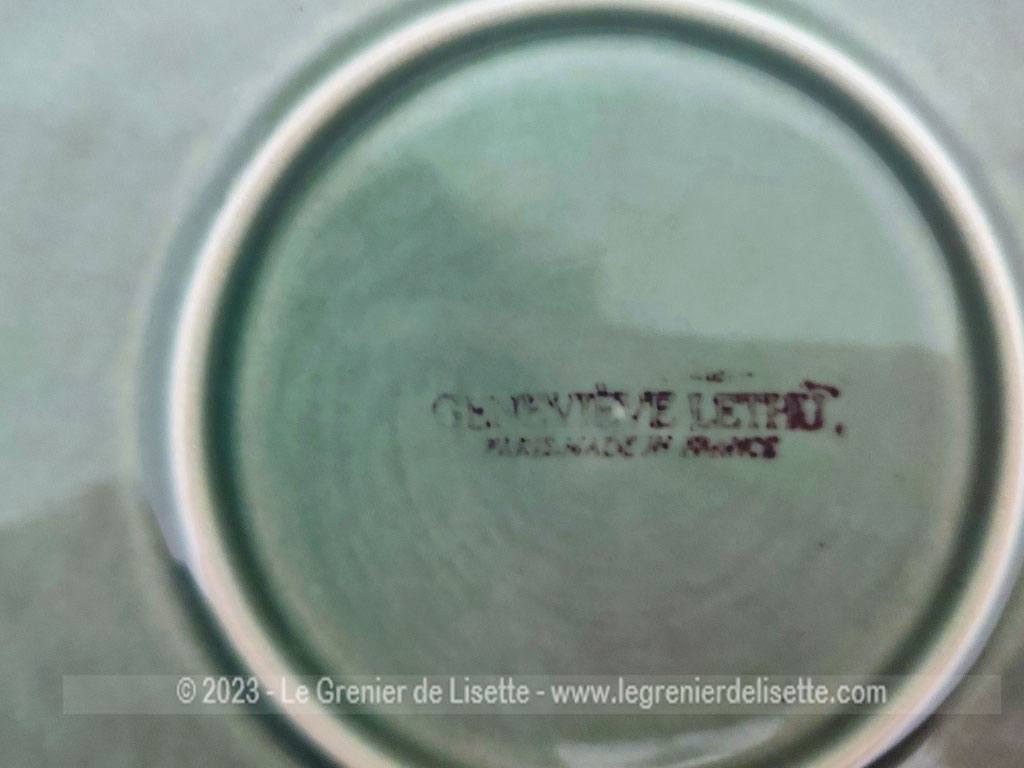 GENEVIÈVE LETHU
PARIS. MADE IN FRANCE
© 2023 - Le Grenier de Lisette - www.legrenierdelisette.com